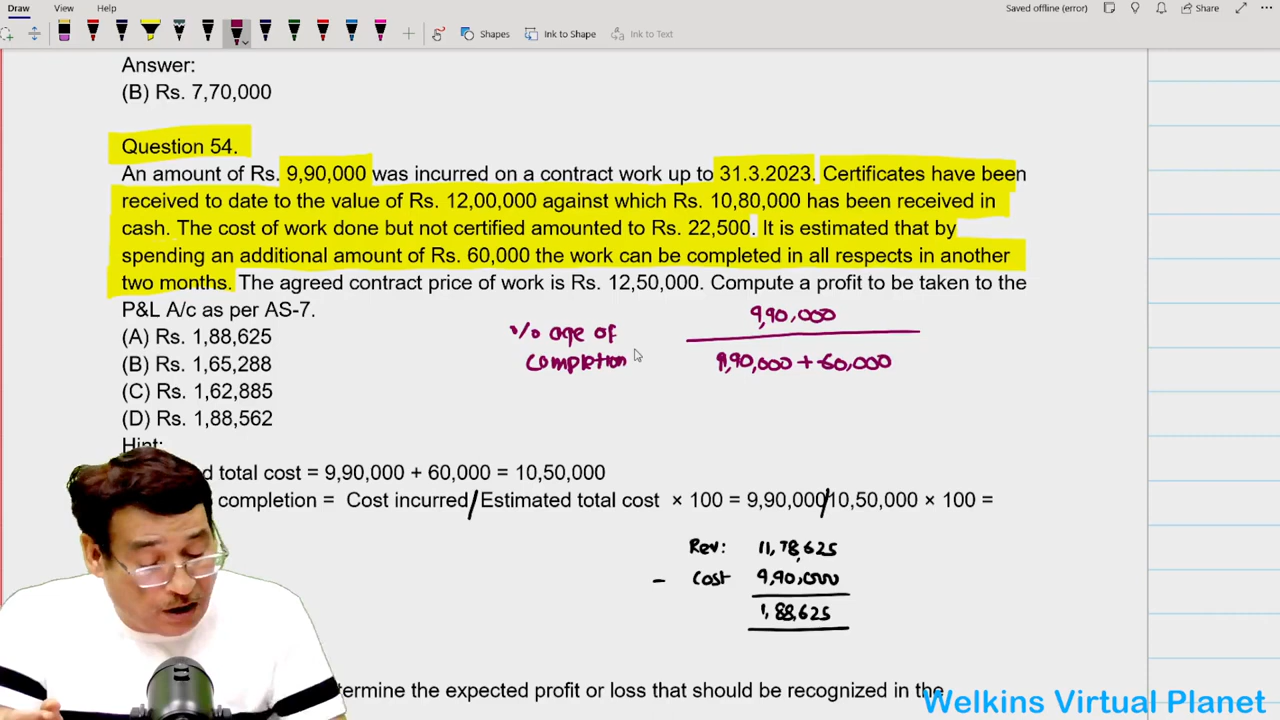 Draw View Help
Saved offline (error) Share
Shapes Ink to Shape Ink to Text
Answer:
(B) Rs. 7,70,000
Question 54.
An amount of Rs. 9,90,000 was incurred on a contract work up to 31.3.2023. Certificates have been
received to date to the value of Rs. 12,00,000 against which Rs. 10,80,000 has been received in
cash. The cost of work done but not certified amounted to Rs. 22,500. It is estimated that by
spending an additional amount of Rs. 60,000 the work can be completed in all respects in another
two months. The agreed contract price of work is Rs. 12,50,000. Compute a profit to be taken to the
P&L A/c as per AS-7.
(A) Rs. 1,88,625
(B) Rs. 1,65,288
(C) Rs. 1,62,885
(D) Rs. 1,88,562
% age of
completion
9,90,000
9,90,000 + 60,000
Hint:
d total cost = 9,90,000 + 60,000 = 10,50,000
completion = Cost incurred/Estimated total cost × 100 = 9,90,000/10,50,000 × 100 =
Rev: 11,78,625
- Cost 9,90,000
1,88,625
termine the expected profit or loss that should be recognized in the
Welkins Virtual Planet